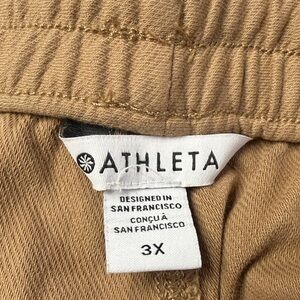 ATHLETA
DESIGNED IN
SAN FRANCISCO
CONÇU À
SAN FRANCISCO
3X